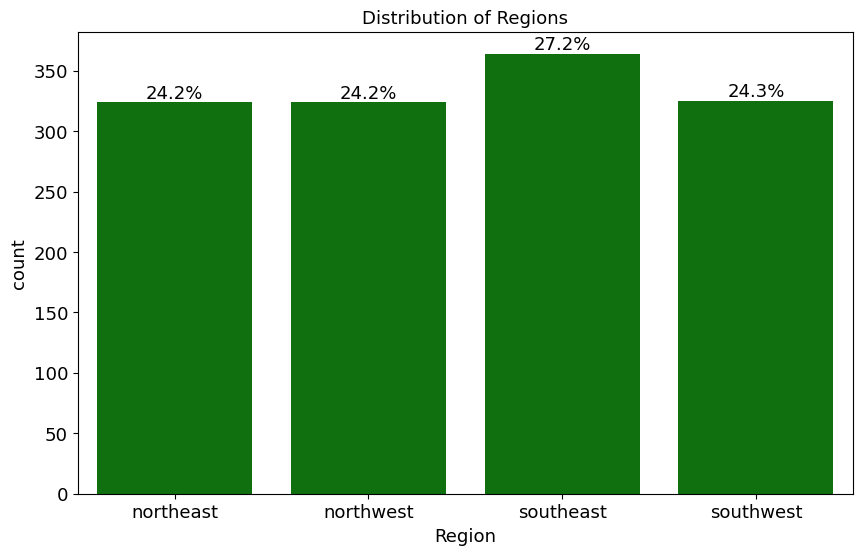 Distribution of Regions
27.2%
24.2%
24.2%
24.3%
350
300
250
200
150
100
50
0
count
northeast
northwest
southeast
southwest
Region